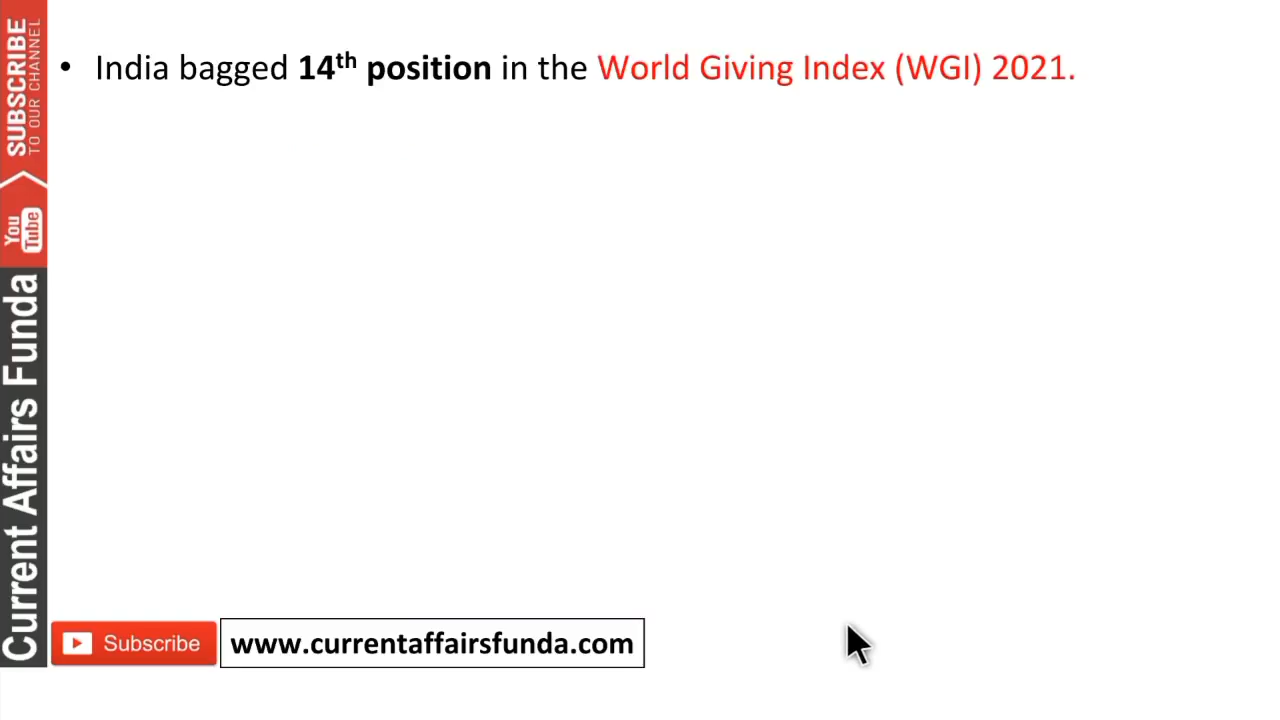 • India bagged 14th position in the World Giving Index (WGI) 2021.
SUBSCRIBE
TO OUR CHANNEL
You
Tube
Current Affairs Funda
Subscribe
www.currentaffairsfunda.com